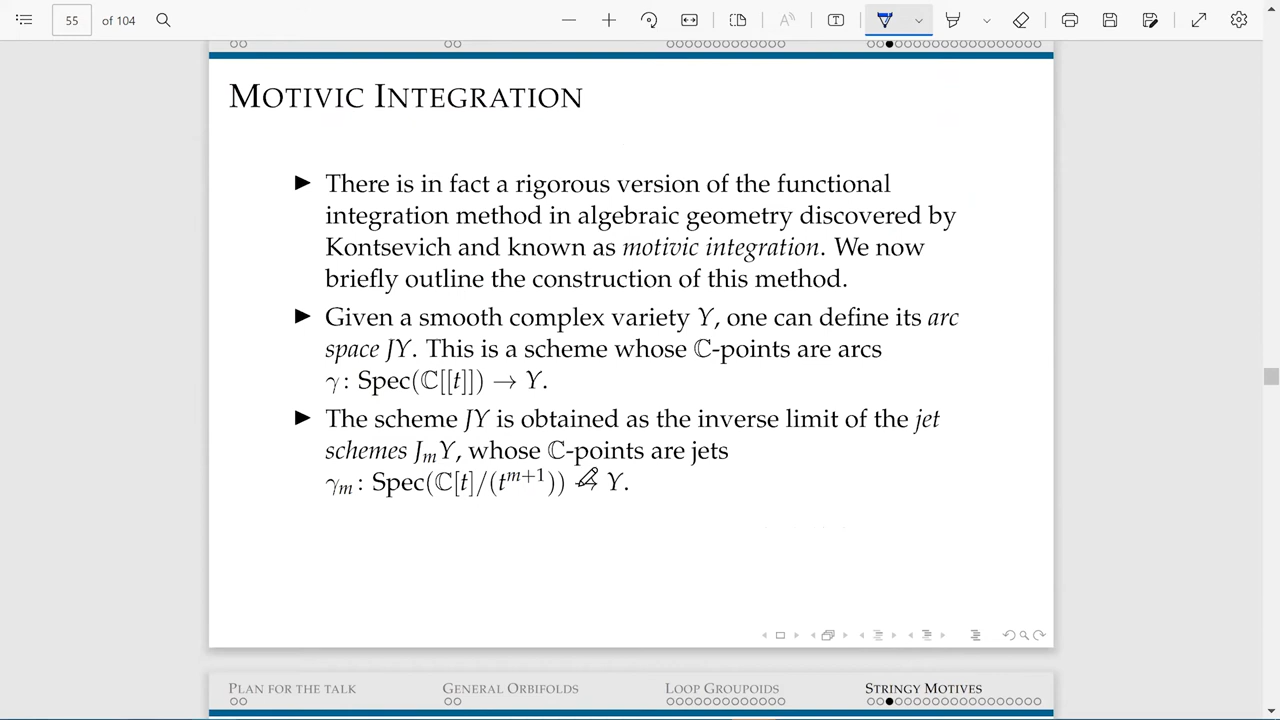 55 of 104
MOTIVIC INTEGRATION
► There is in fact a rigorous version of the functional
integration method in algebraic geometry discovered by
Kontsevich and known as motivic integration. We now
briefly outline the construction of this method.
► Given a smooth complex variety Y, one can define its arc
space JY. This is a scheme whose ℂ-points are arcs
γ : Spec(ℂ[[t]]) → Y.
► The scheme JY is obtained as the inverse limit of the jet
schemes JₘY, whose ℂ-points are jets
γₘ : Spec(ℂ[t]/(tᵐ⁺¹)) → Y.
PLAN FOR THE TALK GENERAL ORBIFOLDS LOOP GROUPOIDS STRINGY MOTIVES